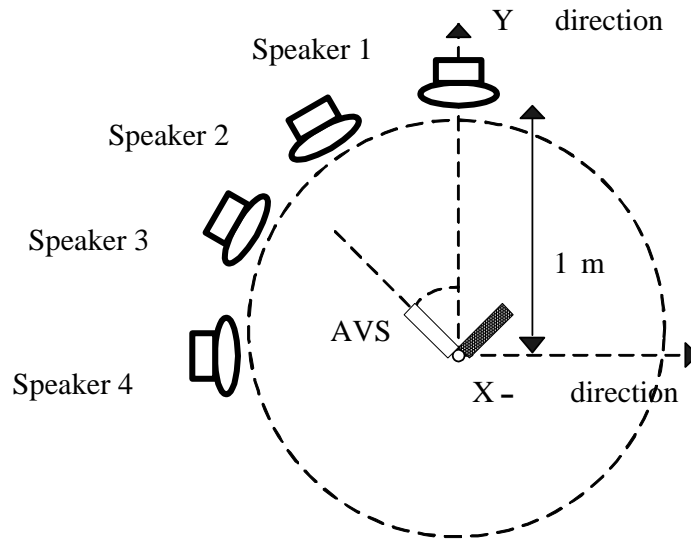 Y direction
Speaker 1
Speaker 2
Speaker 3
1 m
AVS
Speaker 4
X - direction